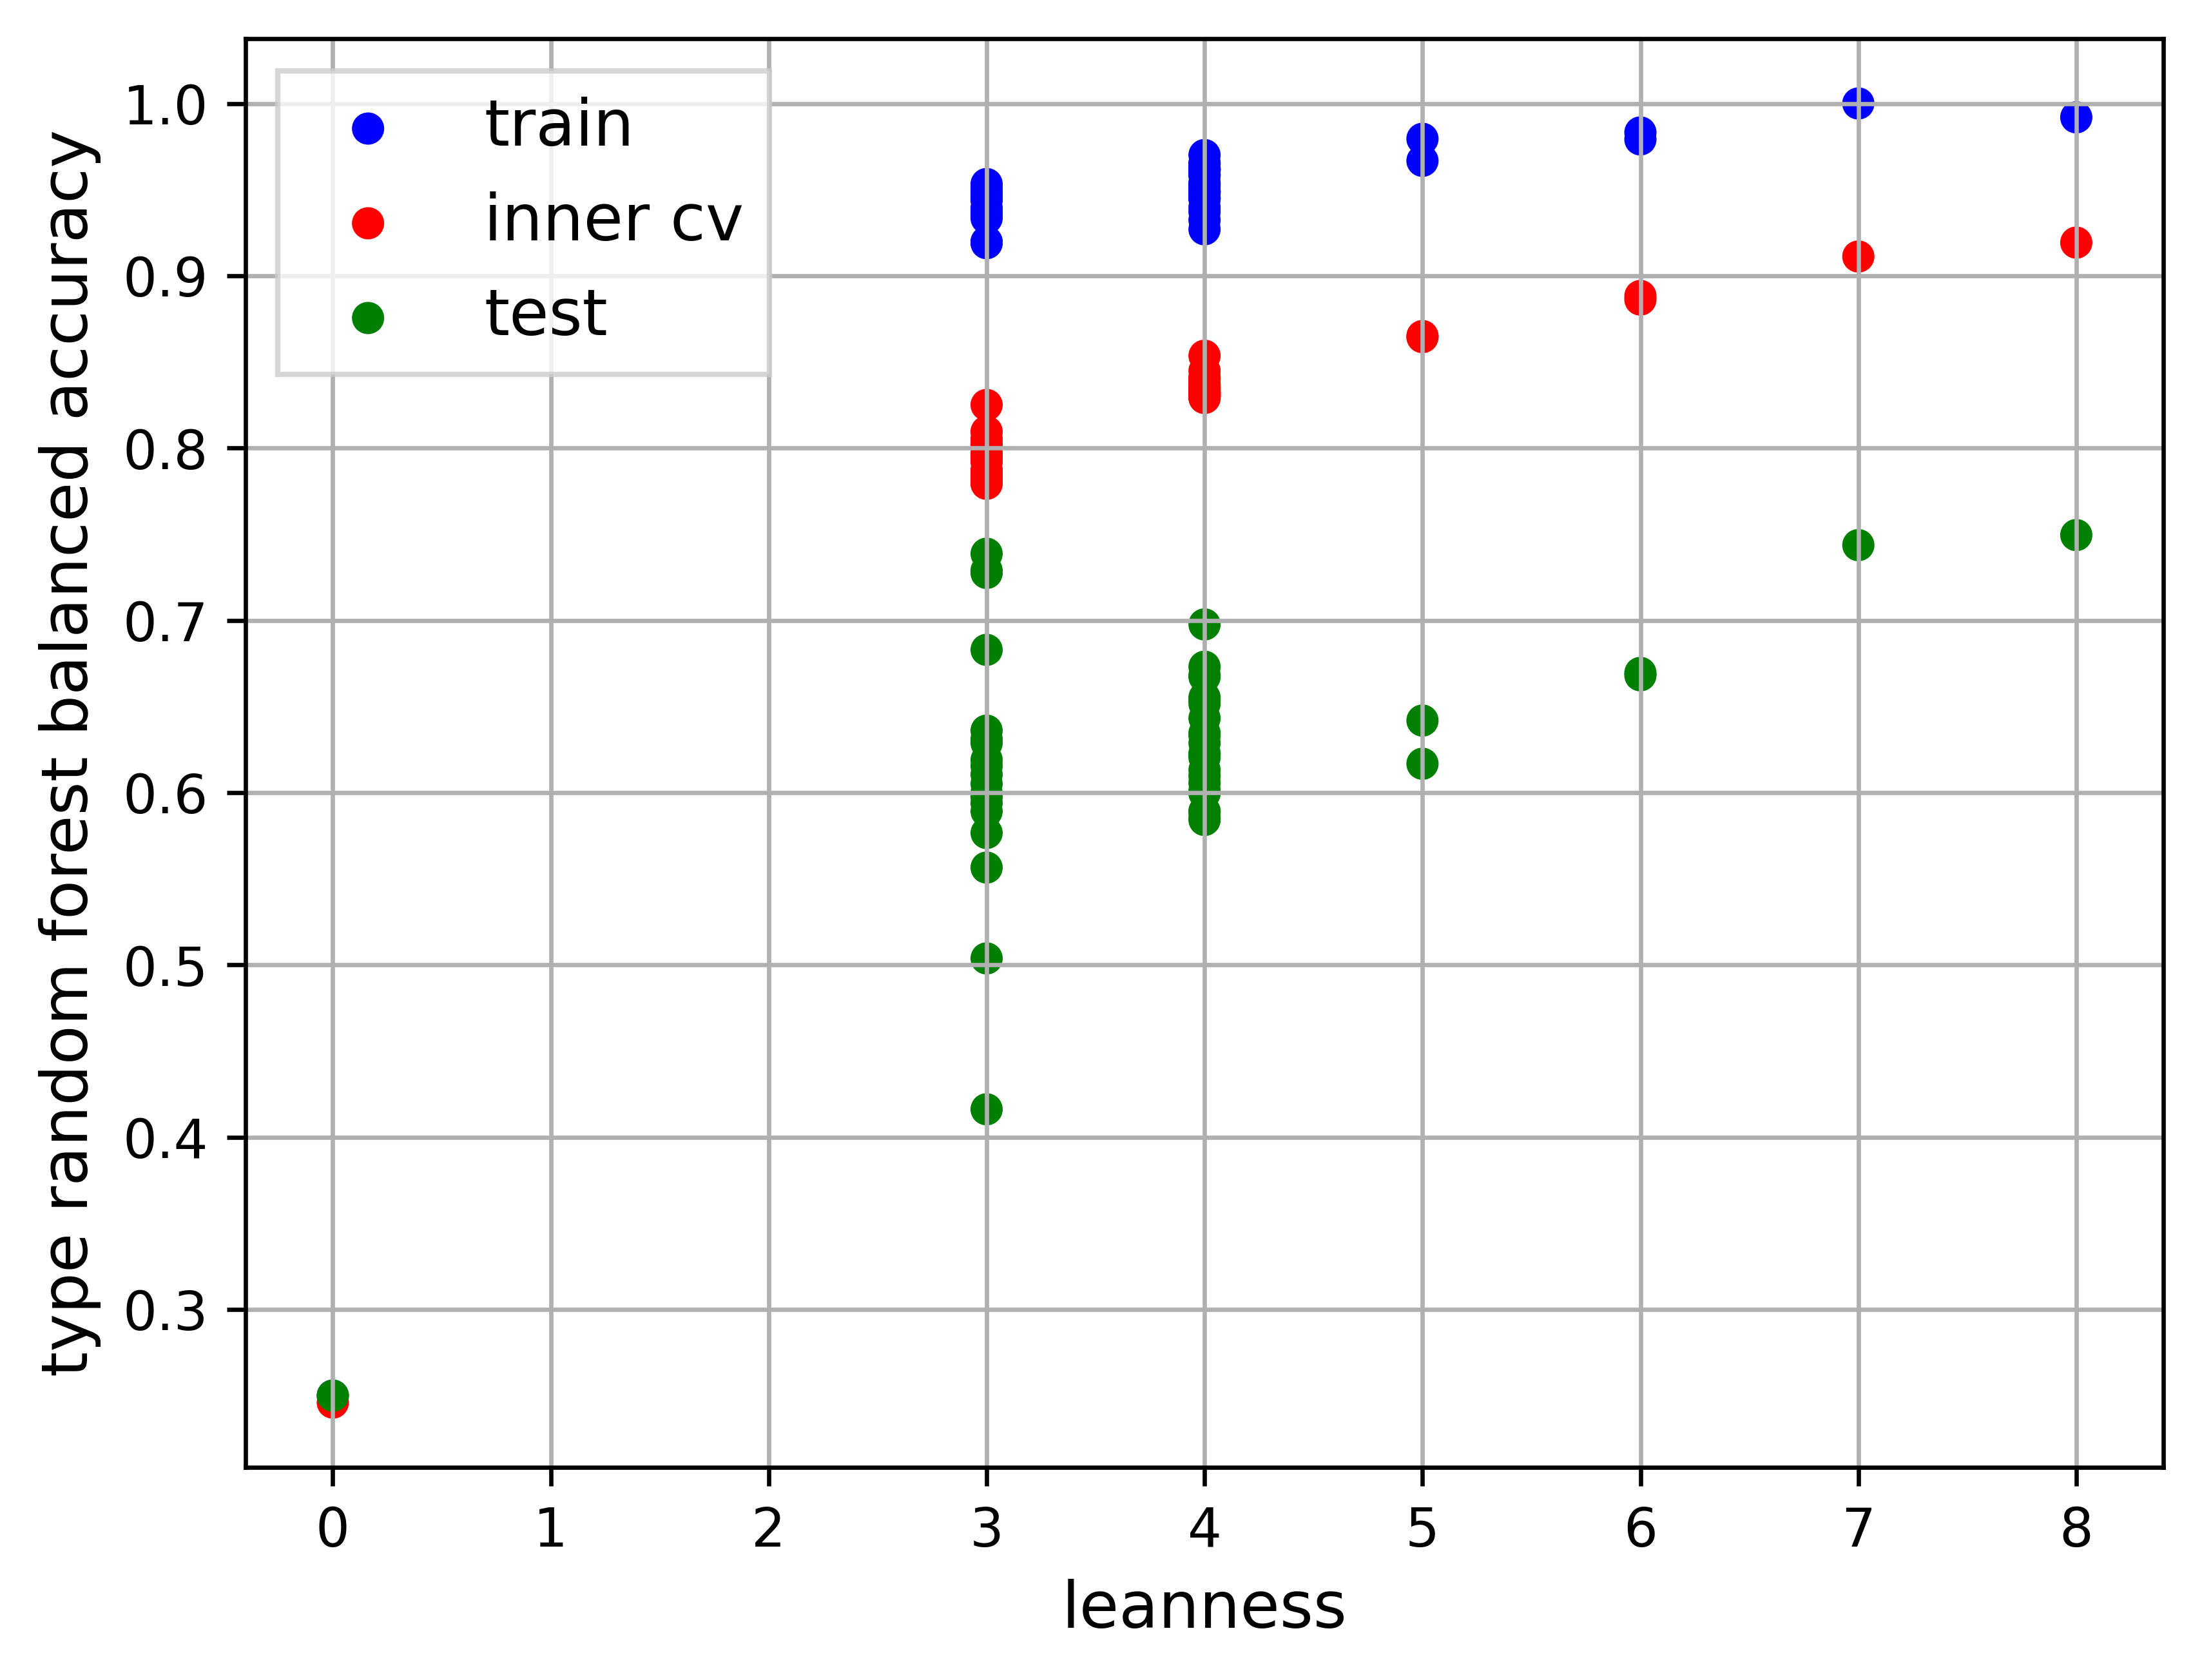 train
inner cv
test
type random forest balanced accuracy
1.0
0.9
0.8
0.7
0.6
0.5
0.4
0.3
0 1 2 3 4 5 6 7 8
leanness